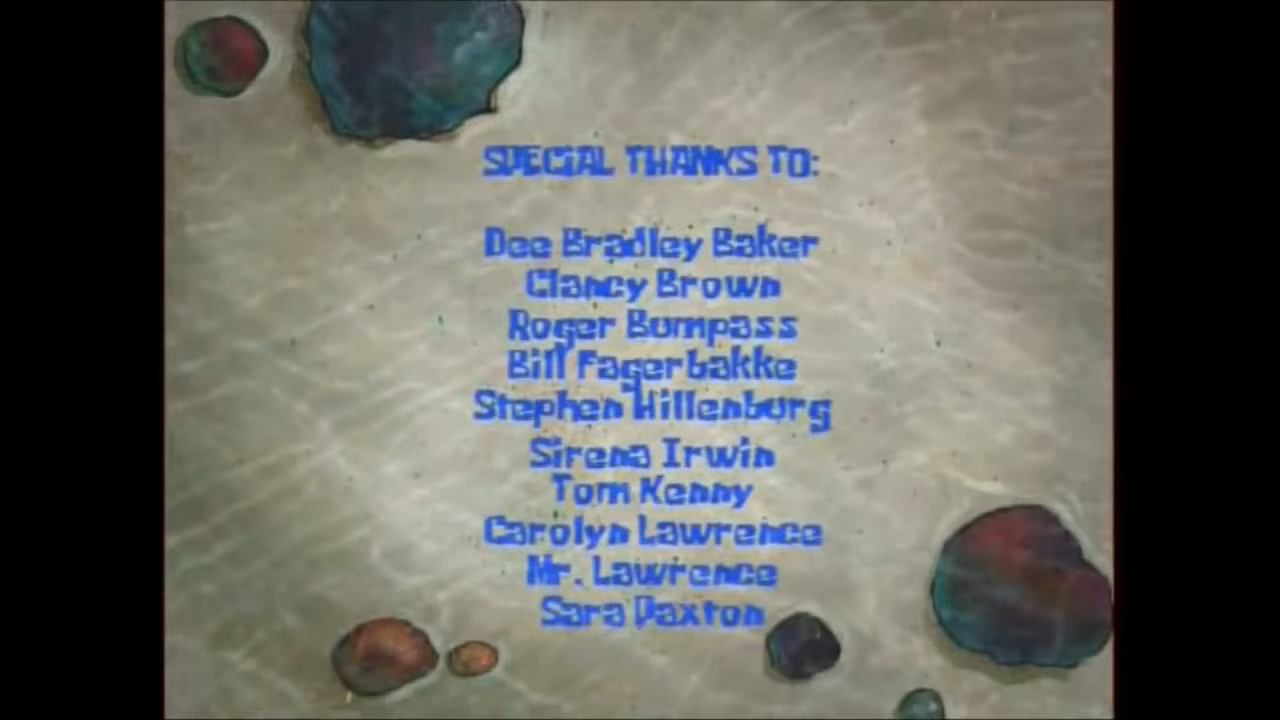 SPECIAL THANKS TO:
Dee Bradley Baker
Clancy Brown
Roger Bumpass
Bill Fagerbakke
Stephen Hillenburg
Sirena Irwin
Tom Kenny
Carolyn Lawrence
Mr. Lawrence
Sara Paxton